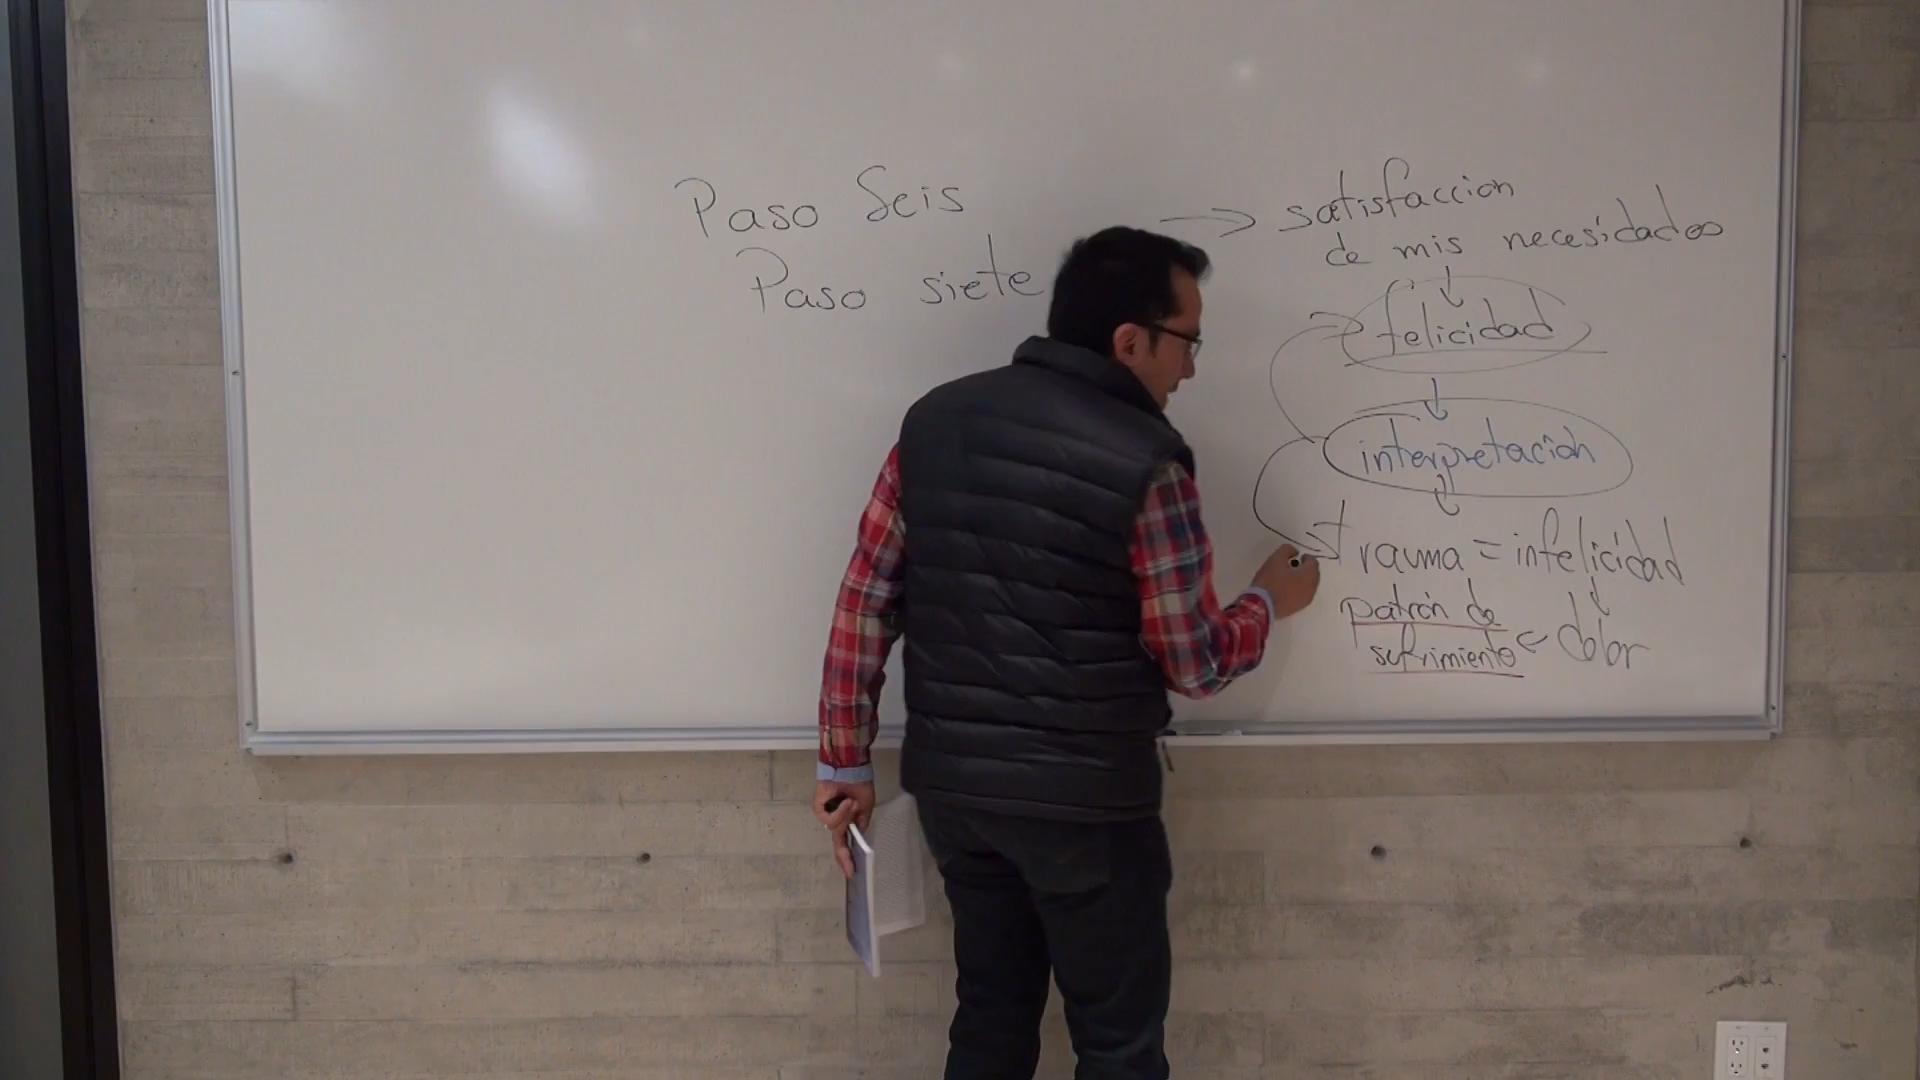 Paso Seis
Paso siete
→ satisfaccion
de mis necesidades
↓
felicidad
↓
interpretación
↓
trauma = infelicidad
↓
patrón de
sufrimiento ← dolor